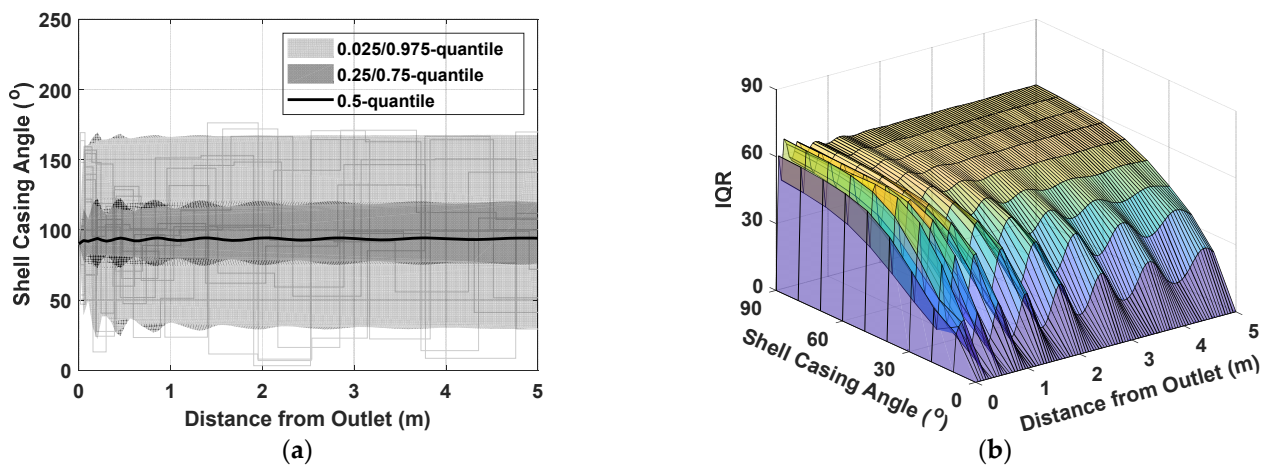 250
200
150
100
50
0
Shell Casing Angle (°)
0.025/0.975-quantile
0.25/0.75-quantile
0.5-quantile
0 1 2 3 4 5
Distance from Outlet (m)
(a)
90
60
30
0
IQR
90 60 30 0
Shell Casing Angle (°)
0 1 2 3 4 5
Distance from Outlet (m)
(b)